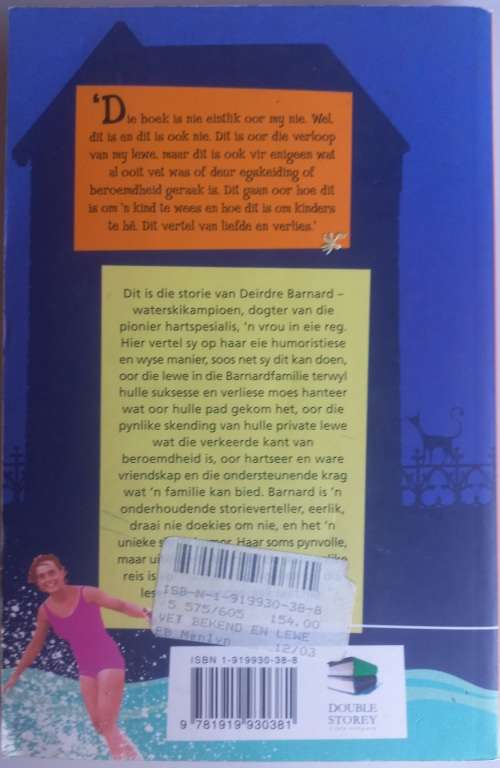 'Die boek is nie eintlik oor my nie. Wel,
dit is en dit is ook nie. Dit is oor die verloop
van my lewe, maar dit is ook vir enigeen wat
al ooit vet was of deur egskeiding of
beroemdheid geraak is. Dit gaan oor hoe dit
is om 'n kind te wees en hoe dit is om kinders
te hê. Dit vertel van liefde en verlies.'
Dit is die storie van Deirdre Barnard –
waterskikampioen, dogter van die
pionier hartspesialis, 'n vrou in eie reg.
Hier vertel sy op haar eie humoristiese
en wyse manier, soos net sy dit kan doen,
oor die lewe in die Barnardfamilie terwyl
hulle suksesse en verliese moes hanteer
wat oor hulle pad gekom het, oor die
pynlike skending van hulle private lewe
wat die verkeerde kant van
beroemdheid is, oor hartseer en ware
vriendskap en die ondersteunende krag
wat 'n familie kan bied. Barnard is 'n
onderhoudende storieverteller, eerlik,
draai nie doekies om nie, en het 'n
unieke Haar soms pynvolle,
maar
reis is
ISB-N-1-919930-38-8
5 575/605 154.00
VET BEKEND EN LEWE
EB Menlyn 12/03
ISBN 1-919930-38-8
9 781919 930381
DOUBLE
STOREY